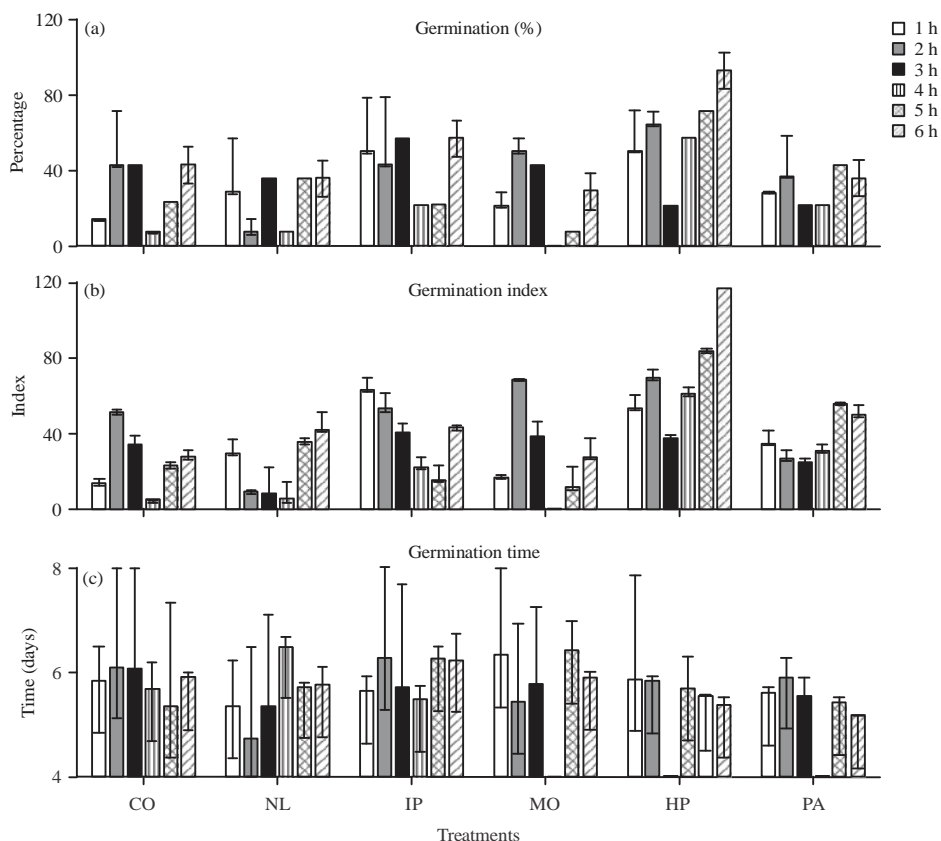 (a)
Germination (%)
Percentage
120
80
40
0
1 h
2 h
3 h
4 h
5 h
6 h
(b)
Germination index
Index
120
80
40
0
(c)
Germination time
Time (days)
8
6
4
CO NL IP MO HP PA
Treatments